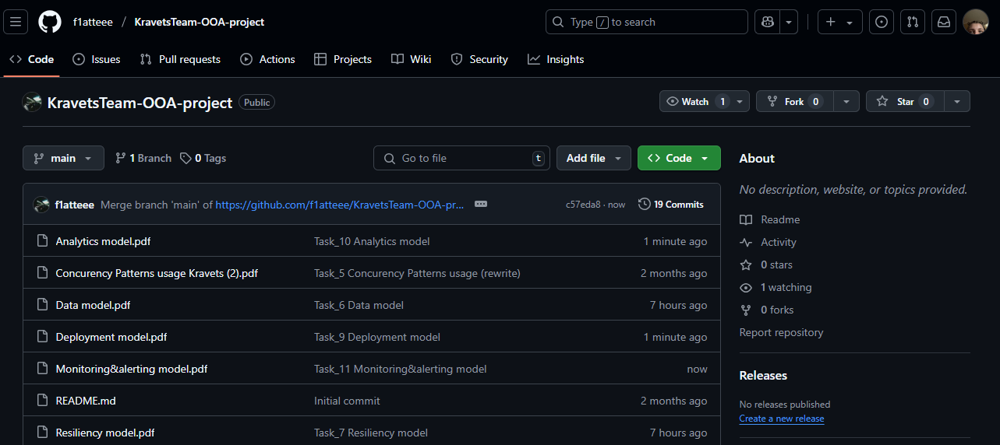 f1atteee / KravetsTeam-OOA-project Type / to search
Code Issues Pull requests Actions Projects Wiki Security Insights
KravetsTeam-OOA-project Public Watch 1 Fork 0 Star 0
main 1 Branch 0 Tags Go to file t Add file Code
f1atteee Merge branch 'main' of https://github.com/f1atteee/KravetsTeam-OOA-pr... c57eda8 · now 19 Commits
Analytics model.pdf Task_10 Analytics model 1 minute ago
Concurency Patterns usage Kravets (2).pdf Task_5 Concurency Patterns usage (rewrite) 2 months ago
Data model.pdf Task_6 Data model 7 hours ago
Deployment model.pdf Task_9 Deployment model 1 minute ago
Monitoring&alerting model.pdf Task_11 Monitoring&alerting model now
README.md Initial commit 2 months ago
Resiliency model.pdf Task_7 Resiliency model 7 hours ago
About
No description, website, or topics provided.
Readme
Activity
0 stars
1 watching
0 forks
Report repository
Releases
No releases published
Create a new release